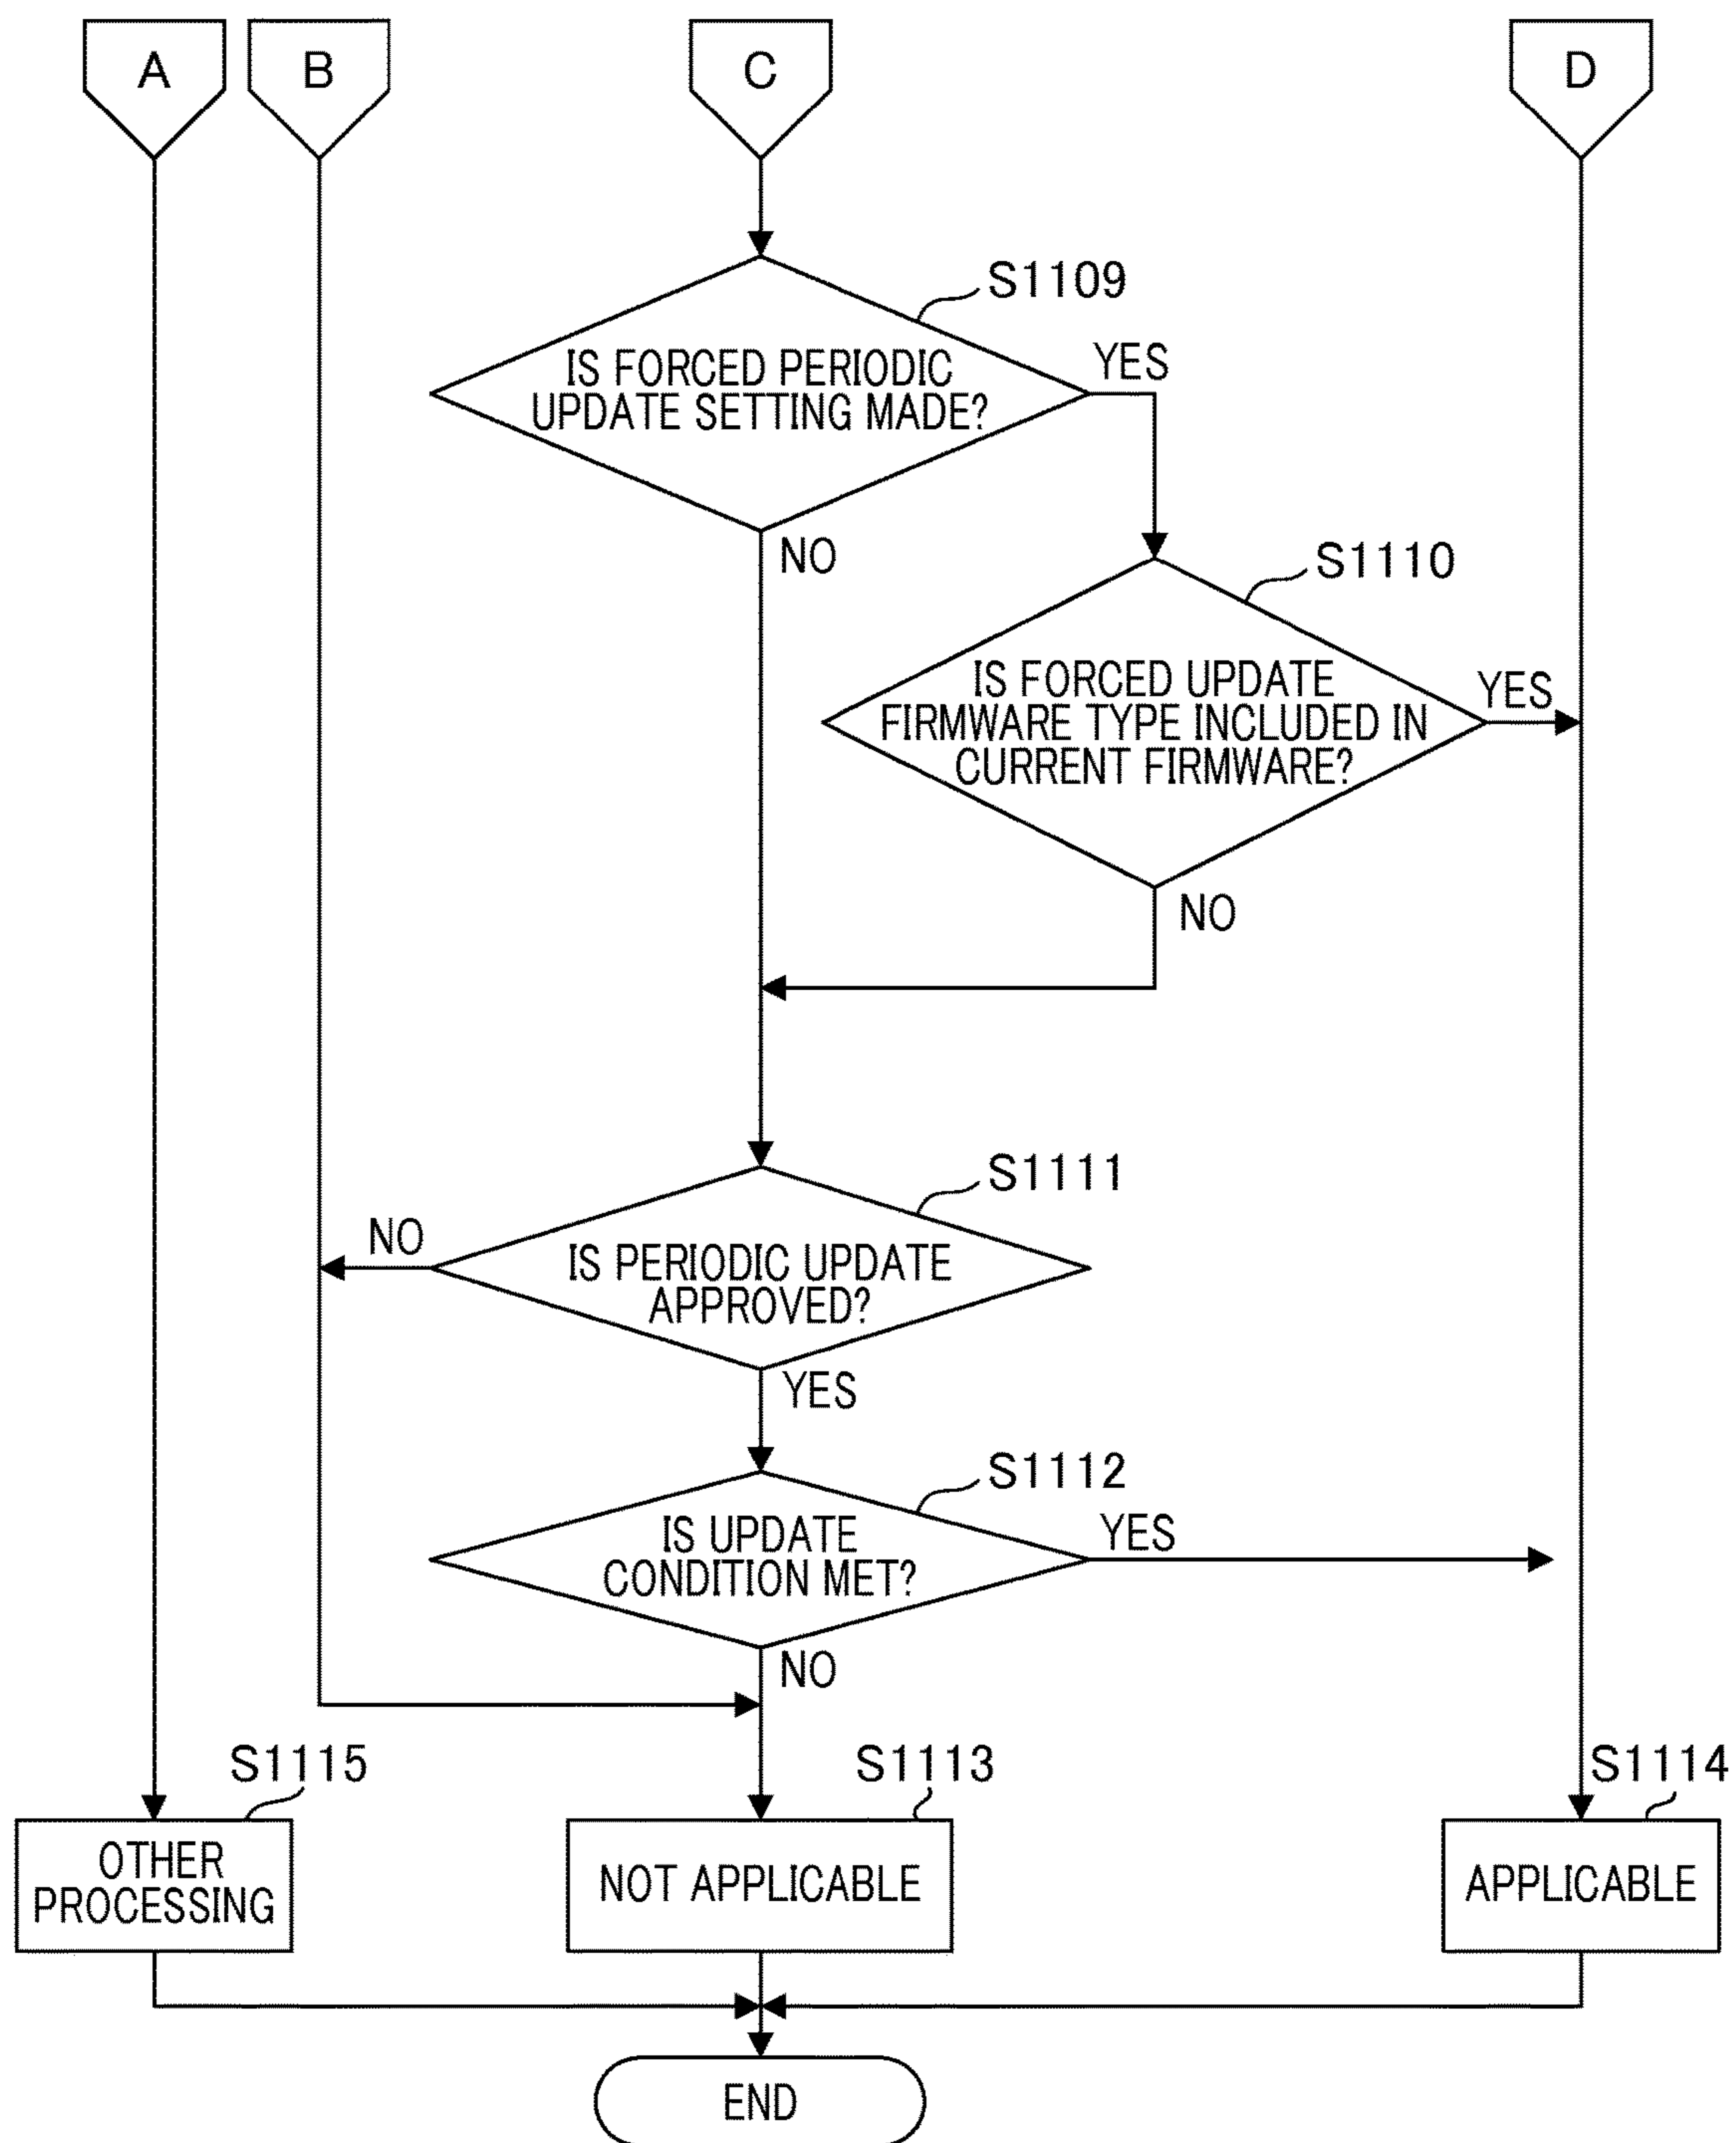 A
B
C
D
S1109
IS FORCED PERIODIC
UPDATE SETTING MADE?
YES
NO
S1110
IS FORCED UPDATE
FIRMWARE TYPE INCLUDED IN
CURRENT FIRMWARE?
YES
NO
S1111
IS PERIODIC UPDATE
APPROVED?
NO
YES
S1112
IS UPDATE
CONDITION MET?
YES
NO
S1115
OTHER
PROCESSING
S1113
NOT APPLICABLE
S1114
APPLICABLE
END